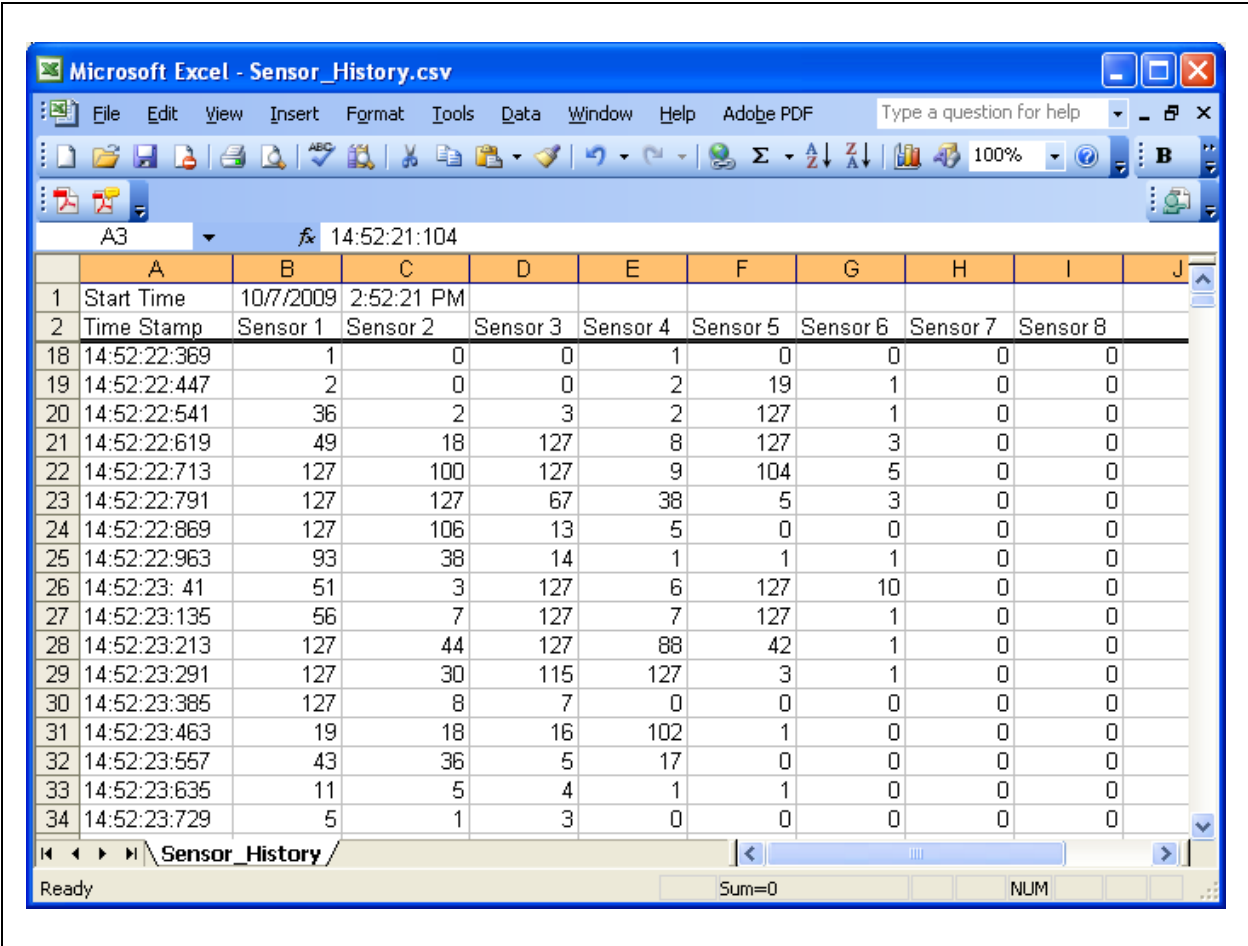 Microsoft Excel - Sensor_History.csv
File Edit View Insert Format Tools Data Window Help Adobe PDF Type a question for help
ABC Σ A Z Z A 100% B
A3 fx 14:52:21:104
A B C D E F G H I J
1 Start Time 10/7/2009 2:52:21 PM
2 Time Stamp Sensor 1 Sensor 2 Sensor 3 Sensor 4 Sensor 5 Sensor 6 Sensor 7 Sensor 8
18 14:52:22:369 1 0 0 1 0 0 0 0
19 14:52:22:447 2 0 0 2 19 1 0 0
20 14:52:22:541 36 2 3 2 127 1 0 0
21 14:52:22:619 49 18 127 8 127 3 0 0
22 14:52:22:713 127 100 127 9 104 5 0 0
23 14:52:22:791 127 127 67 38 5 3 0 0
24 14:52:22:869 127 106 13 5 0 0 0 0
25 14:52:22:963 93 38 14 1 1 1 0 0
26 14:52:23: 41 51 3 127 6 127 10 0 0
27 14:52:23:135 56 7 127 7 127 1 0 0
28 14:52:23:213 127 44 127 88 42 1 0 0
29 14:52:23:291 127 30 115 127 3 1 0 0
30 14:52:23:385 127 8 7 0 0 0 0 0
31 14:52:23:463 19 18 16 102 1 0 0 0
32 14:52:23:557 43 36 5 17 0 0 0 0
33 14:52:23:635 11 5 4 1 1 0 0 0
34 14:52:23:729 5 1 3 0 0 0 0 0
Sensor_History
Ready Sum=0 NUM